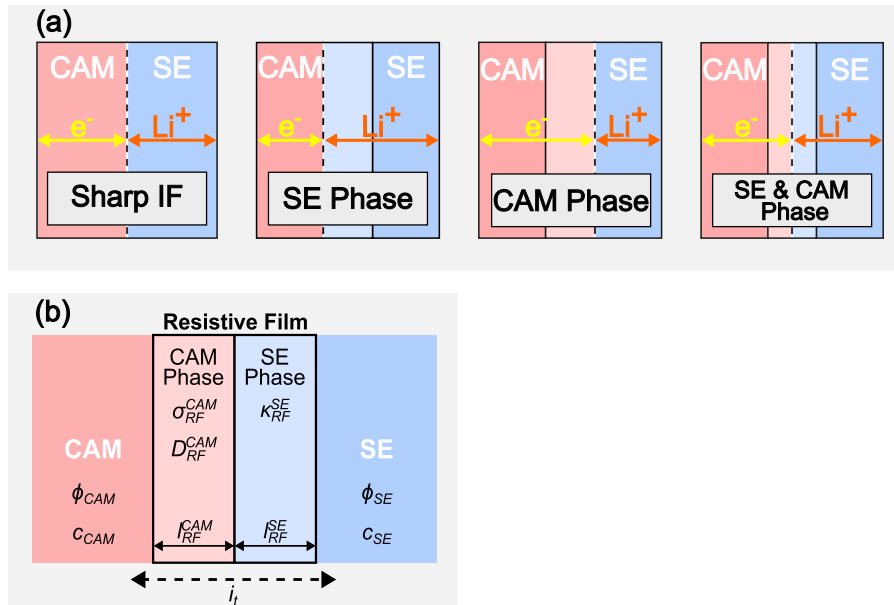 (a)
CAM SE
e⁻ Li⁺
Sharp IF
CAM SE
e⁻ Li⁺
SE Phase
CAM SE
e⁻ Li⁺
CAM Phase
CAM SE
e⁻ Li⁺
SE & CAM
Phase
(b)
Resistive Film
CAM
Phase
σ_RF^CAM
D_RF^CAM
SE
Phase
κ_RF^SE
CAM
ϕ_CAM
c_CAM
SE
ϕ_SE
c_SE
l_RF^CAM l_RF^SE
i_t